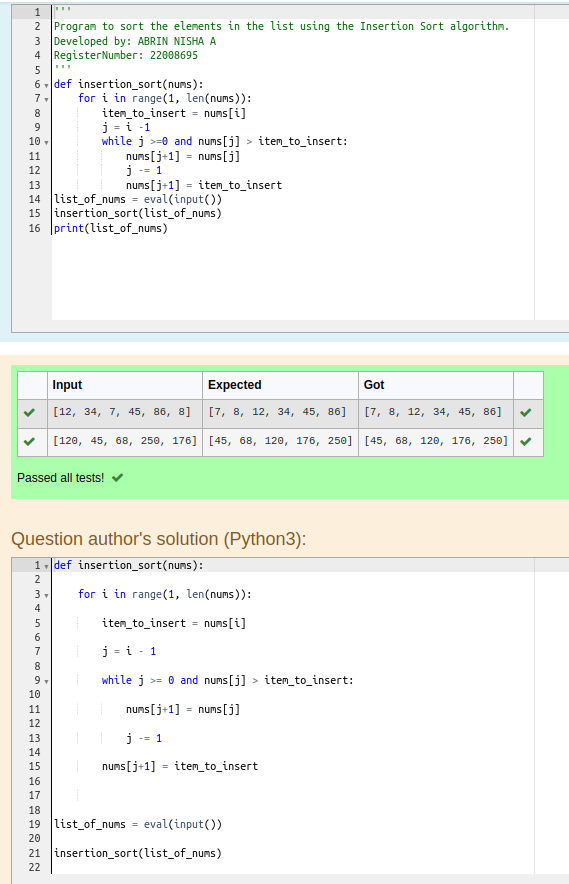 1 '''
2 Program to sort the elements in the list using the Insertion Sort algorithm.
3 Developed by: ABRIN NISHA A
4 RegisterNumber: 22008695
5 '''
6 def insertion_sort(nums):
7     for i in range(1, len(nums)):
8         item_to_insert = nums[i]
9         j = i -1
10         while j >=0 and nums[j] > item_to_insert:
11             nums[j+1] = nums[j]
12             j -= 1
13             nums[j+1] = item_to_insert
14 list_of_nums = eval(input())
15 insertion_sort(list_of_nums)
16 print(list_of_nums)
Input Expected Got
[12, 34, 7, 45, 86, 8] [7, 8, 12, 34, 45, 86] [7, 8, 12, 34, 45, 86]
[120, 45, 68, 250, 176] [45, 68, 120, 176, 250] [45, 68, 120, 176, 250]
Passed all tests!
Question author's solution (Python3):
1 def insertion_sort(nums):
2
3     for i in range(1, len(nums)):
4
5         item_to_insert = nums[i]
6
7         j = i - 1
8
9         while j >= 0 and nums[j] > item_to_insert:
10
11             nums[j+1] = nums[j]
12
13             j -= 1
14
15         nums[j+1] = item_to_insert
16
17
18
19 list_of_nums = eval(input())
20
21 insertion_sort(list_of_nums)
22